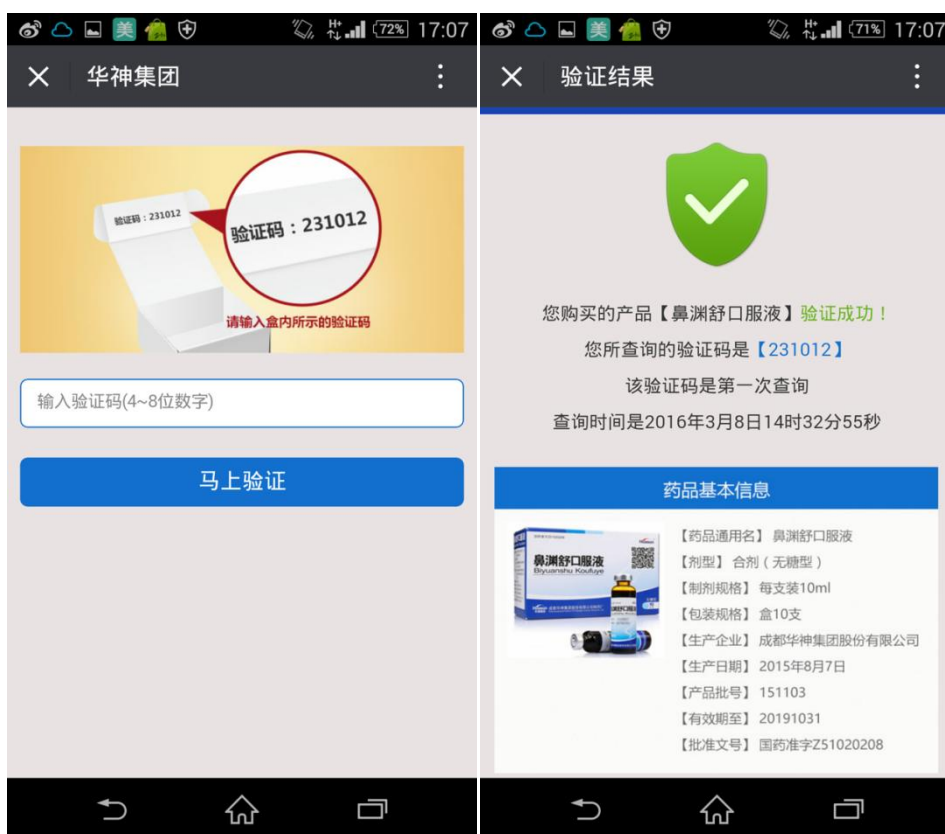 72% 17:07
华神集团
验证码：231012
验证码：231012
请输入盒内所示的验证码
输入验证码(4~8位数字)
马上验证
71% 17:07
验证结果
您购买的产品【鼻渊舒口服液】验证成功！
您所查询的验证码是【231012】
该验证码是第一次查询
查询时间是2016年3月8日14时32分55秒
药品基本信息
鼻渊舒口服液
Biyuanshu Koufuye
【药品通用名】 鼻渊舒口服液
【剂型】 合剂（无糖型）
【制剂规格】 每支装10ml
【包装规格】 盒10支
【生产企业】 成都华神集团股份有限公司
【生产日期】 2015年8月7日
【产品批号】 151103
【有效期至】 20191031
【批准文号】 国药准字Z51020208